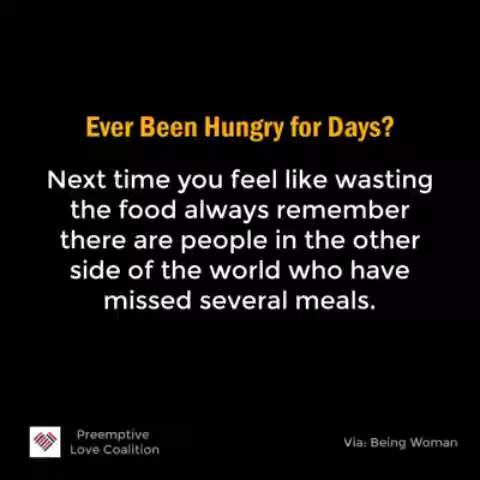 Ever Been Hungry for Days?
Next time you feel like wasting
the food always remember
there are people in the other
side of the world who have
missed several meals.
Preemptive
Love Coalition
Via: Being Woman